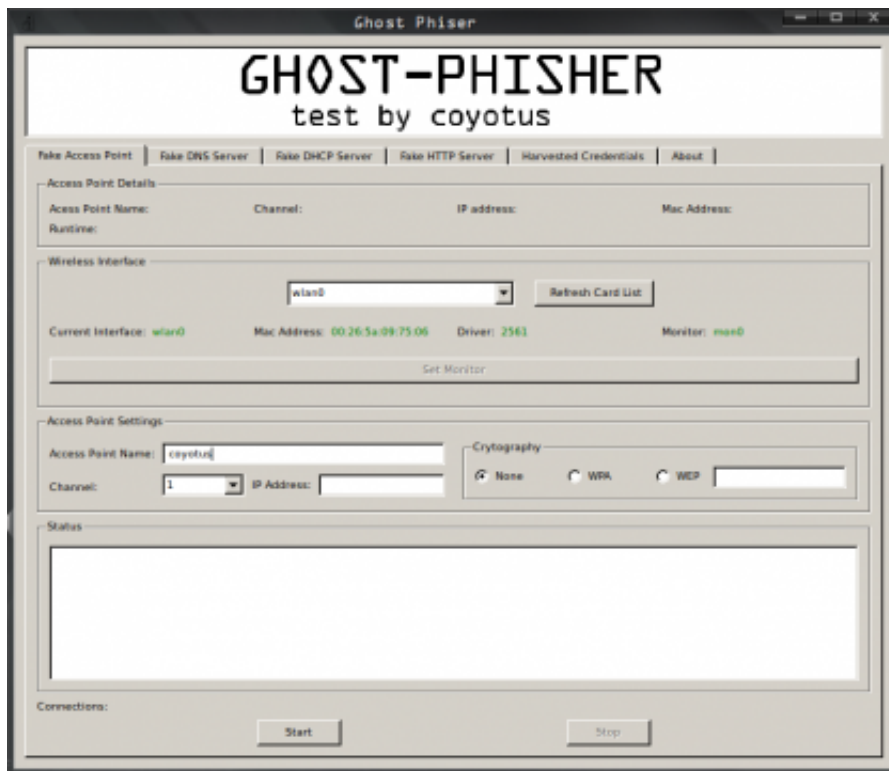 Ghost Phiser
GHOST-PHISHER
test by coyotus
Fake Access Point Fake DNS Server Fake DHCP Server Fake HTTP Server Harvested Credentials About
Access Point Details
Acess Point Name: Channel: IP address: Mac Address:
Runtime:
Wireless Interface
wlan0 Refresh Card List
Current Interface: wlan0 Mac Address: 00:26:5a:09:75:06 Driver: 2561 Monitor: mon0
Set Monitor
Access Point Settings
Access Point Name: coyotus
Crytography
None WPA WEP
Channel: 1 IP Address:
Status
Connections:
Start Stop